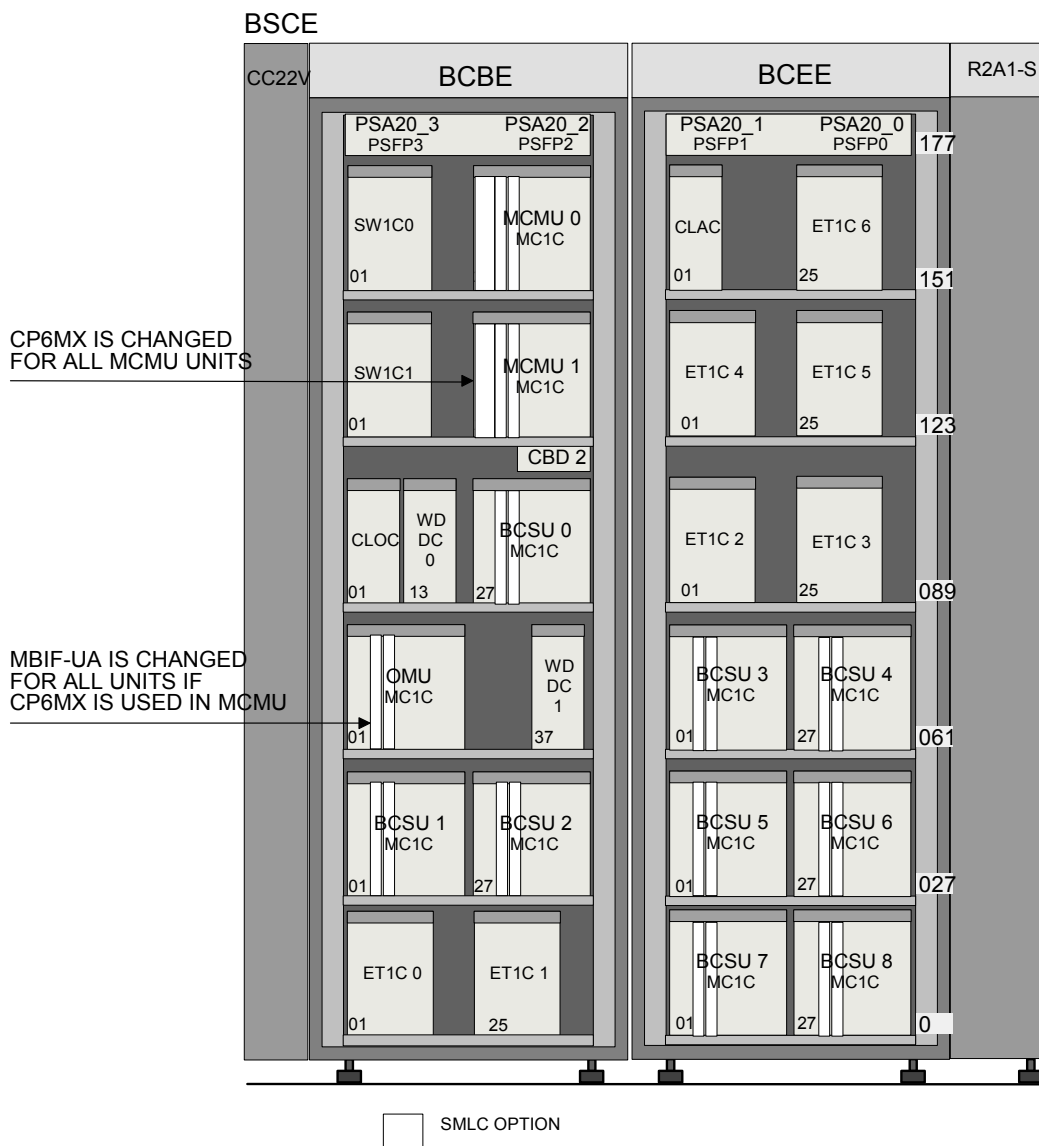 BSCE
CC22V
BCBE
BCEE
R2A1-S
PSA20_3
PSFP3
PSA20_2
PSFP2
PSA20_1
PSFP1
PSA20_0
PSFP0
177
SW1C0
01
MCMU 0
MC1C
CLAC
01
ET1C 6
25
151
CP6MX IS CHANGED
FOR ALL MCMU UNITS
SW1C1
01
MCMU 1
MC1C
ET1C 4
01
ET1C 5
25
123
CBD 2
CLOC
01
WD
DC
0
13
BCSU 0
MC1C
27
ET1C 2
01
ET1C 3
25
089
MBIF-UA IS CHANGED
FOR ALL UNITS IF
CP6MX IS USED IN MCMU
OMU
MC1C
01
WD
DC
1
37
BCSU 3
MC1C
01
BCSU 4
MC1C
27
061
BCSU 1
MC1C
01
BCSU 2
MC1C
27
BCSU 5
MC1C
01
BCSU 6
MC1C
27
027
ET1C 0
01
ET1C 1
25
BCSU 7
MC1C
01
BCSU 8
MC1C
27
0
SMLC OPTION